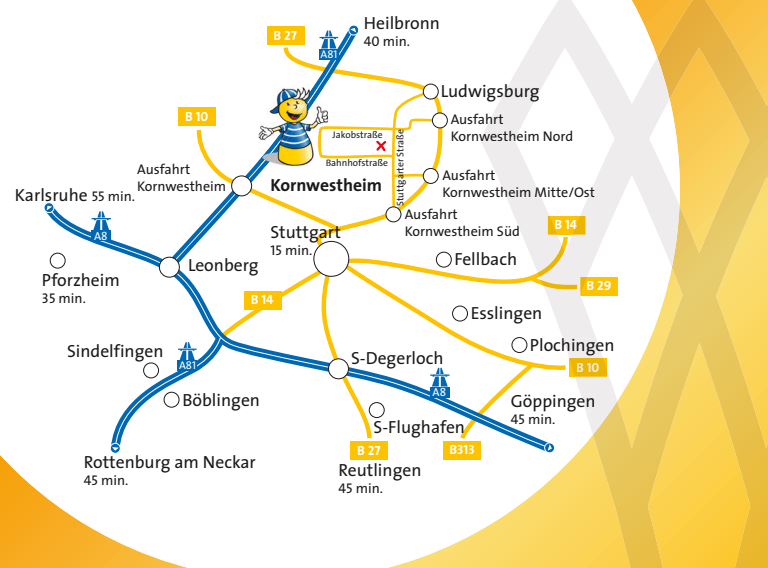 Heilbronn
40 min.
B 27
A81
Ludwigsburg
B 10
Ausfahrt
Kornwestheim Nord
Jakobstraße
Stuttgarter Straße
Bahnhofstraße
Ausfahrt
Kornwestheim
Kornwestheim
Ausfahrt
Kornwestheim Mitte/Ost
Karlsruhe 55 min.
A8
Ausfahrt
Kornwestheim Süd
B 14
Stuttgart
15 min.
Leonberg
Fellbach
Pforzheim
35 min.
B 29
B 14
Esslingen
Sindelfingen
A81
S-Degerloch
Plochingen
B 10
A8
Böblingen
Göppingen
45 min.
S-Flughafen
B 27
B313
Rottenburg am Neckar
45 min.
Reutlingen
45 min.